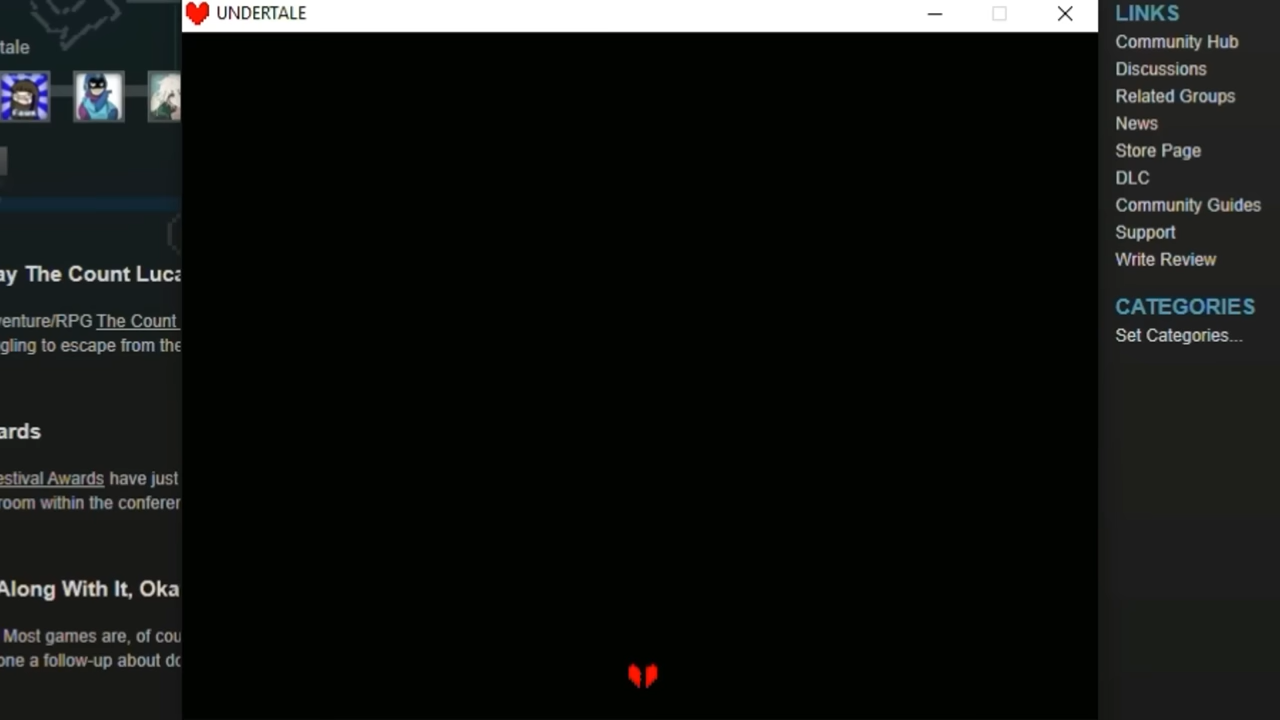 UNDERTALE
tale
ay The Count Luca
venture/RPG The Count
gling to escape from the
ards
estival Awards have just
room within the conferen
Along With It, Oka
Most games are, of cou
one a follow-up about do
LINKS
Community Hub
Discussions
Related Groups
News
Store Page
DLC
Community Guides
Support
Write Review
CATEGORIES
Set Categories...